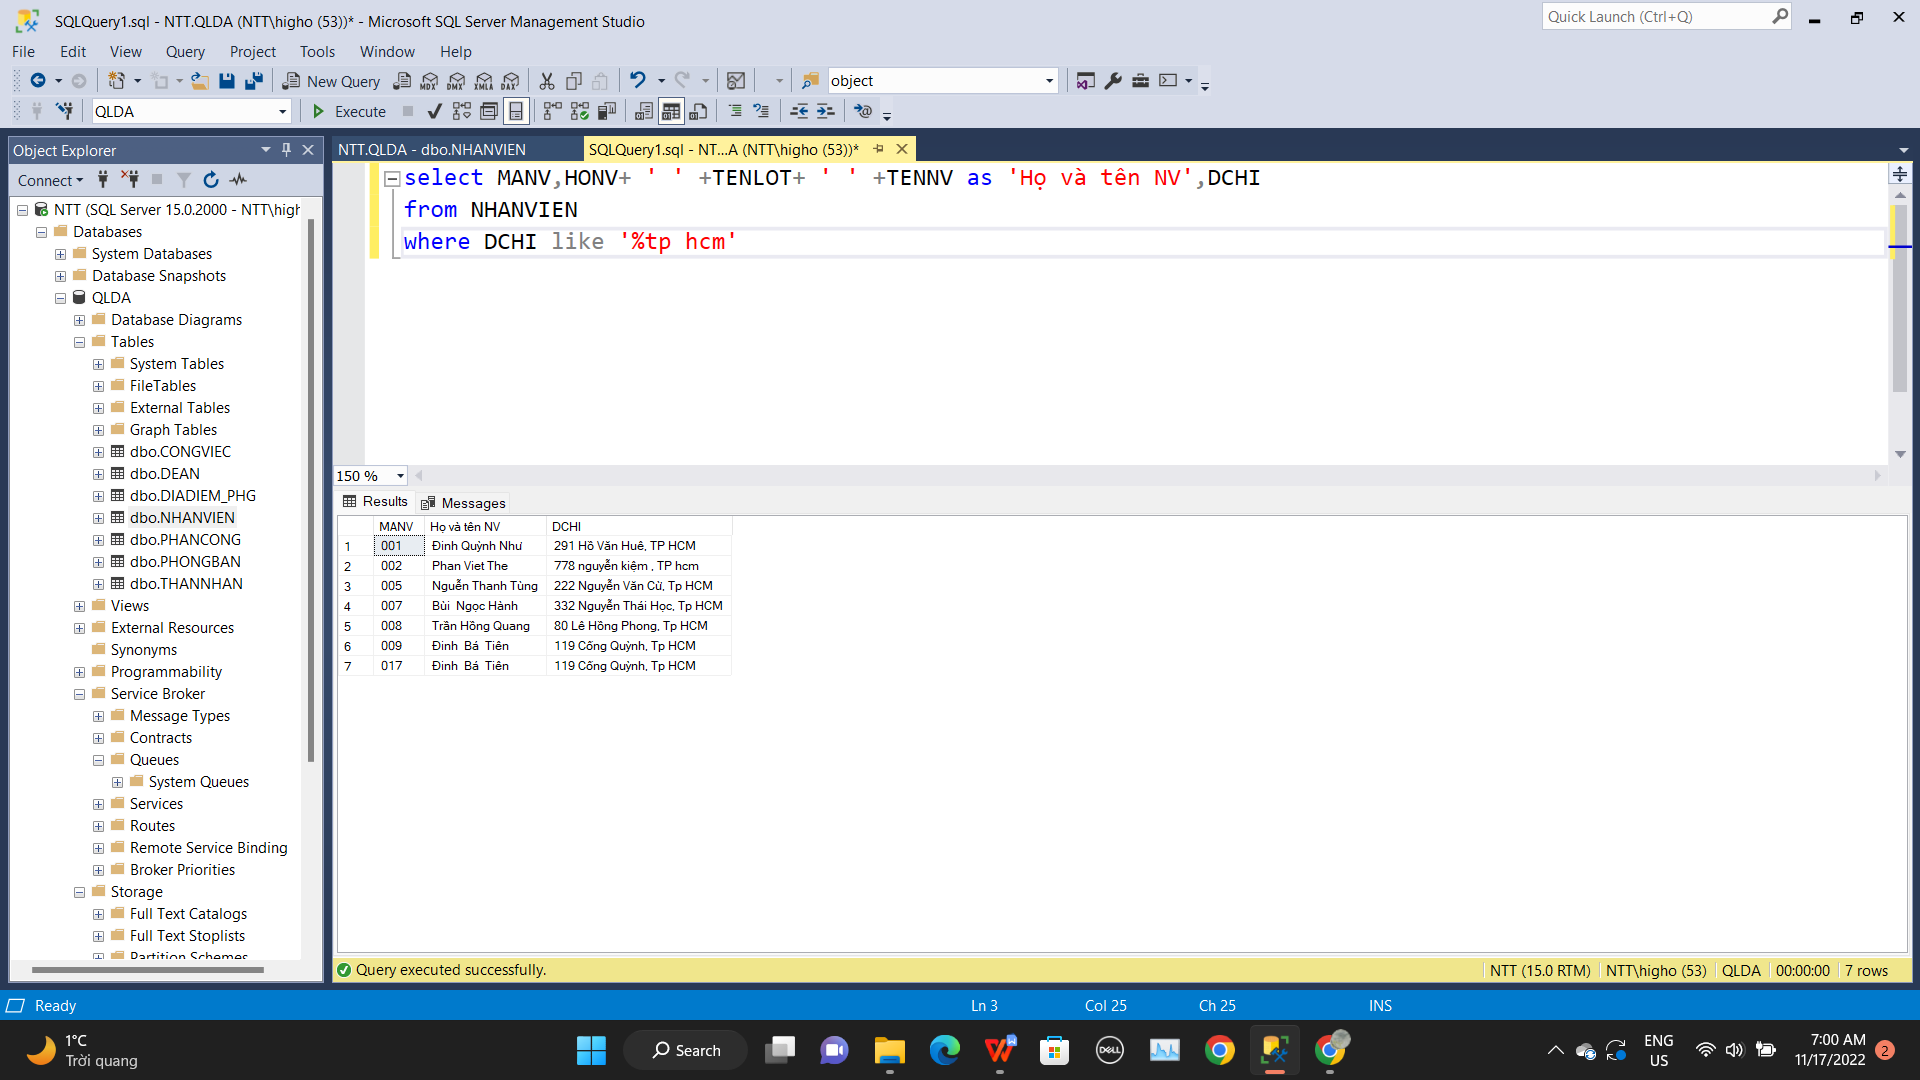 SQLQuery1.sql - NTT.QLDA (NTT\higho (53))* - Microsoft SQL Server Management Studio
Quick Launch (Ctrl+Q)
File Edit View Query Project Tools Window Help
New Query MDX DMX XMLA DAX object
QLDA Execute
Object Explorer
NTT.QLDA - dbo.NHANVIEN
SQLQuery1.sql - NT...A (NTT\higho (53))*
Connect
NTT (SQL Server 15.0.2000 - NTT\high
Databases
System Databases
Database Snapshots
QLDA
Database Diagrams
Tables
System Tables
FileTables
External Tables
Graph Tables
dbo.CONGVIEC
dbo.DEAN
dbo.DIADIEM_PHG
dbo.NHANVIEN
dbo.PHANCONG
dbo.PHONGBAN
dbo.THANNHAN
Views
External Resources
Synonyms
Programmability
Service Broker
Message Types
Contracts
Queues
System Queues
Services
Routes
Remote Service Binding
Broker Priorities
Storage
Full Text Catalogs
Full Text Stoplists
Partition Schemes
select MANV,HONV+ ' ' +TENLOT+ ' ' +TENNV as 'Họ và tên NV',DCHI
from NHANVIEN
where DCHI like '%tp hcm'
150 %
Results Messages
MANV Họ và tên NV DCHI
1 001 Đinh Quỳnh Như 291 Hồ Văn Huê, TP HCM
2 002 Phan Viet The 778 nguyễn kiệm , TP hcm
3 005 Nguễn Thanh Tùng 222 Nguyễn Văn Cừ, Tp HCM
4 007 Bùi Ngọc Hành 332 Nguyễn Thái Học, Tp HCM
5 008 Trần Hồng Quang 80 Lê Hồng Phong, Tp HCM
6 009 Đinh Bá Tiên 119 Cống Quỳnh, Tp HCM
7 017 Đinh Bá Tiên 119 Cống Quỳnh, Tp HCM
Query executed successfully.
NTT (15.0 RTM) NTT\higho (53) QLDA 00:00:00 7 rows
Ready Ln 3 Col 25 Ch 25 INS
1°C
Trời quang
Search
DELL
ENG
US
7:00 AM
11/17/2022
2